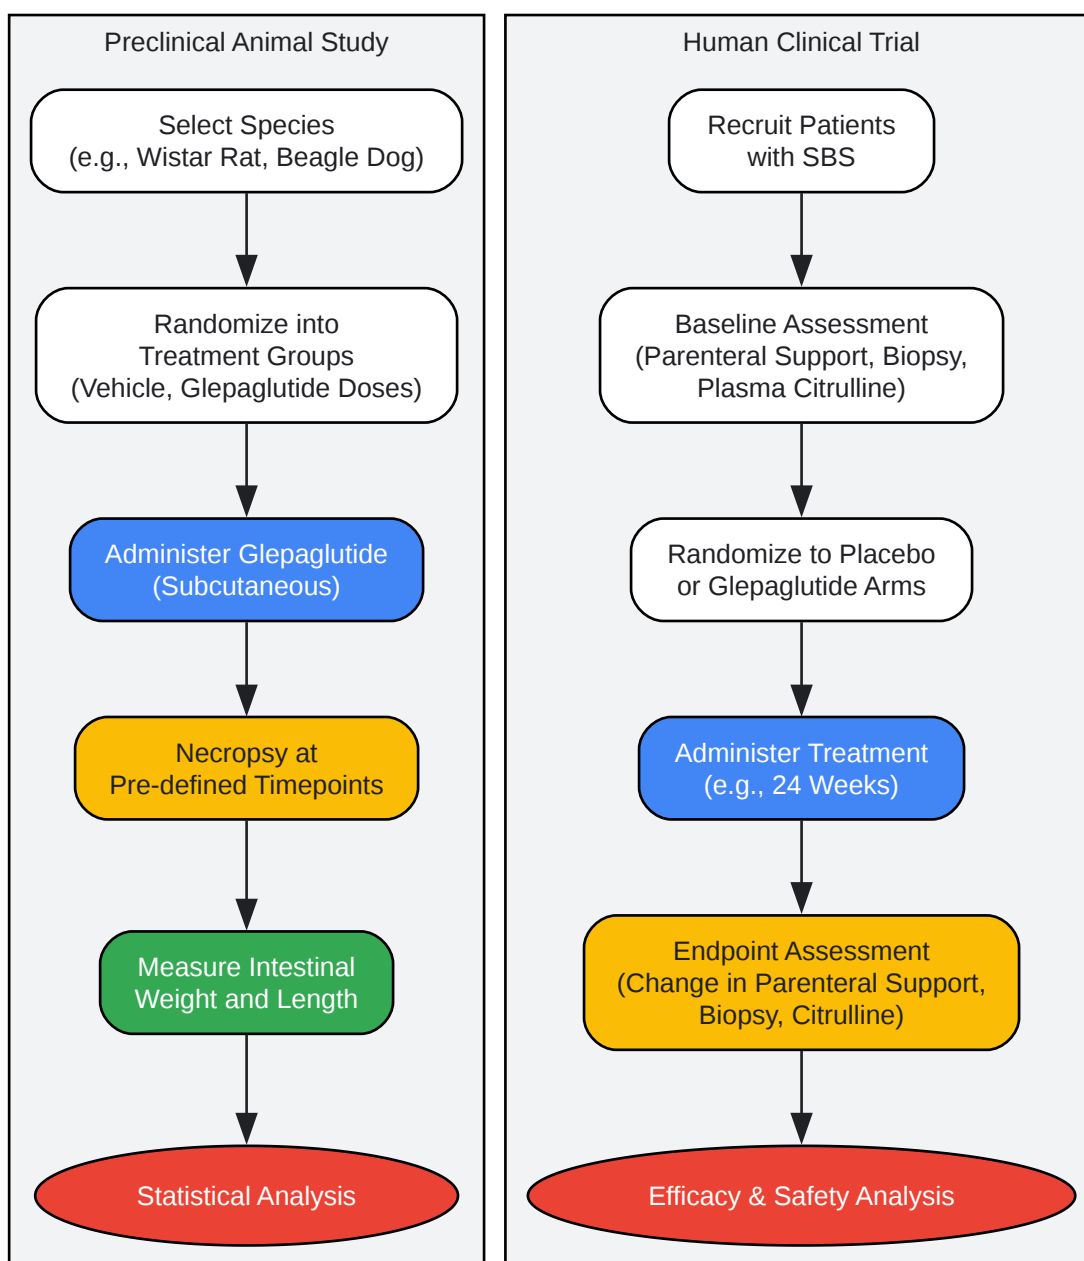 Preclinical Animal Study
Select Species
(e.g., Wistar Rat, Beagle Dog)
Randomize into
Treatment Groups
(Vehicle, Glepaglutide Doses)
Administer Glepaglutide
(Subcutaneous)
Necropsy at
Pre-defined Timepoints
Measure Intestinal
Weight and Length
Statistical Analysis
Human Clinical Trial
Recruit Patients
with SBS
Baseline Assessment
(Parenteral Support, Biopsy,
Plasma Citrulline)
Randomize to Placebo
or Glepaglutide Arms
Administer Treatment
(e.g., 24 Weeks)
Endpoint Assessment
(Change in Parenteral Support,
Biopsy, Citrulline)
Efficacy & Safety Analysis